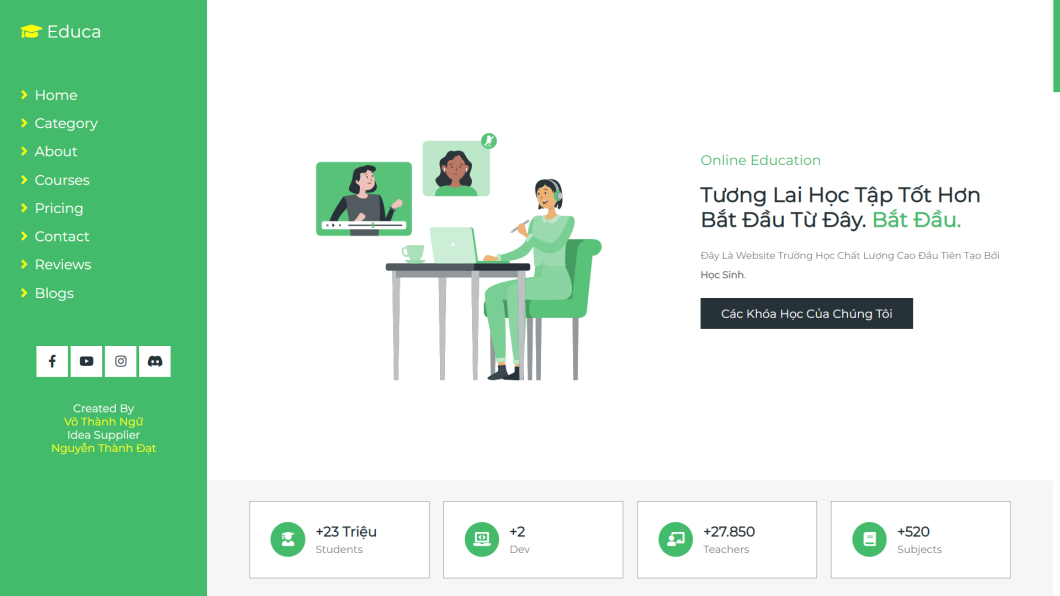 Educa
Home
Category
About
Courses
Pricing
Contact
Reviews
Blogs
Created By
Võ Thành Ngữ
Idea Supplier
Nguyễn Thành Đạt
Online Education
Tương Lai Học Tập Tốt Hơn
Bắt Đầu Từ Đây. Bắt Đầu.
Đây Là Website Trường Học Chất Lượng Cao Đầu Tiên Tạo Bởi
Học Sinh.
Các Khóa Học Của Chúng Tôi
+23 Triệu
Students
+2
Dev
+27.850
Teachers
+520
Subjects